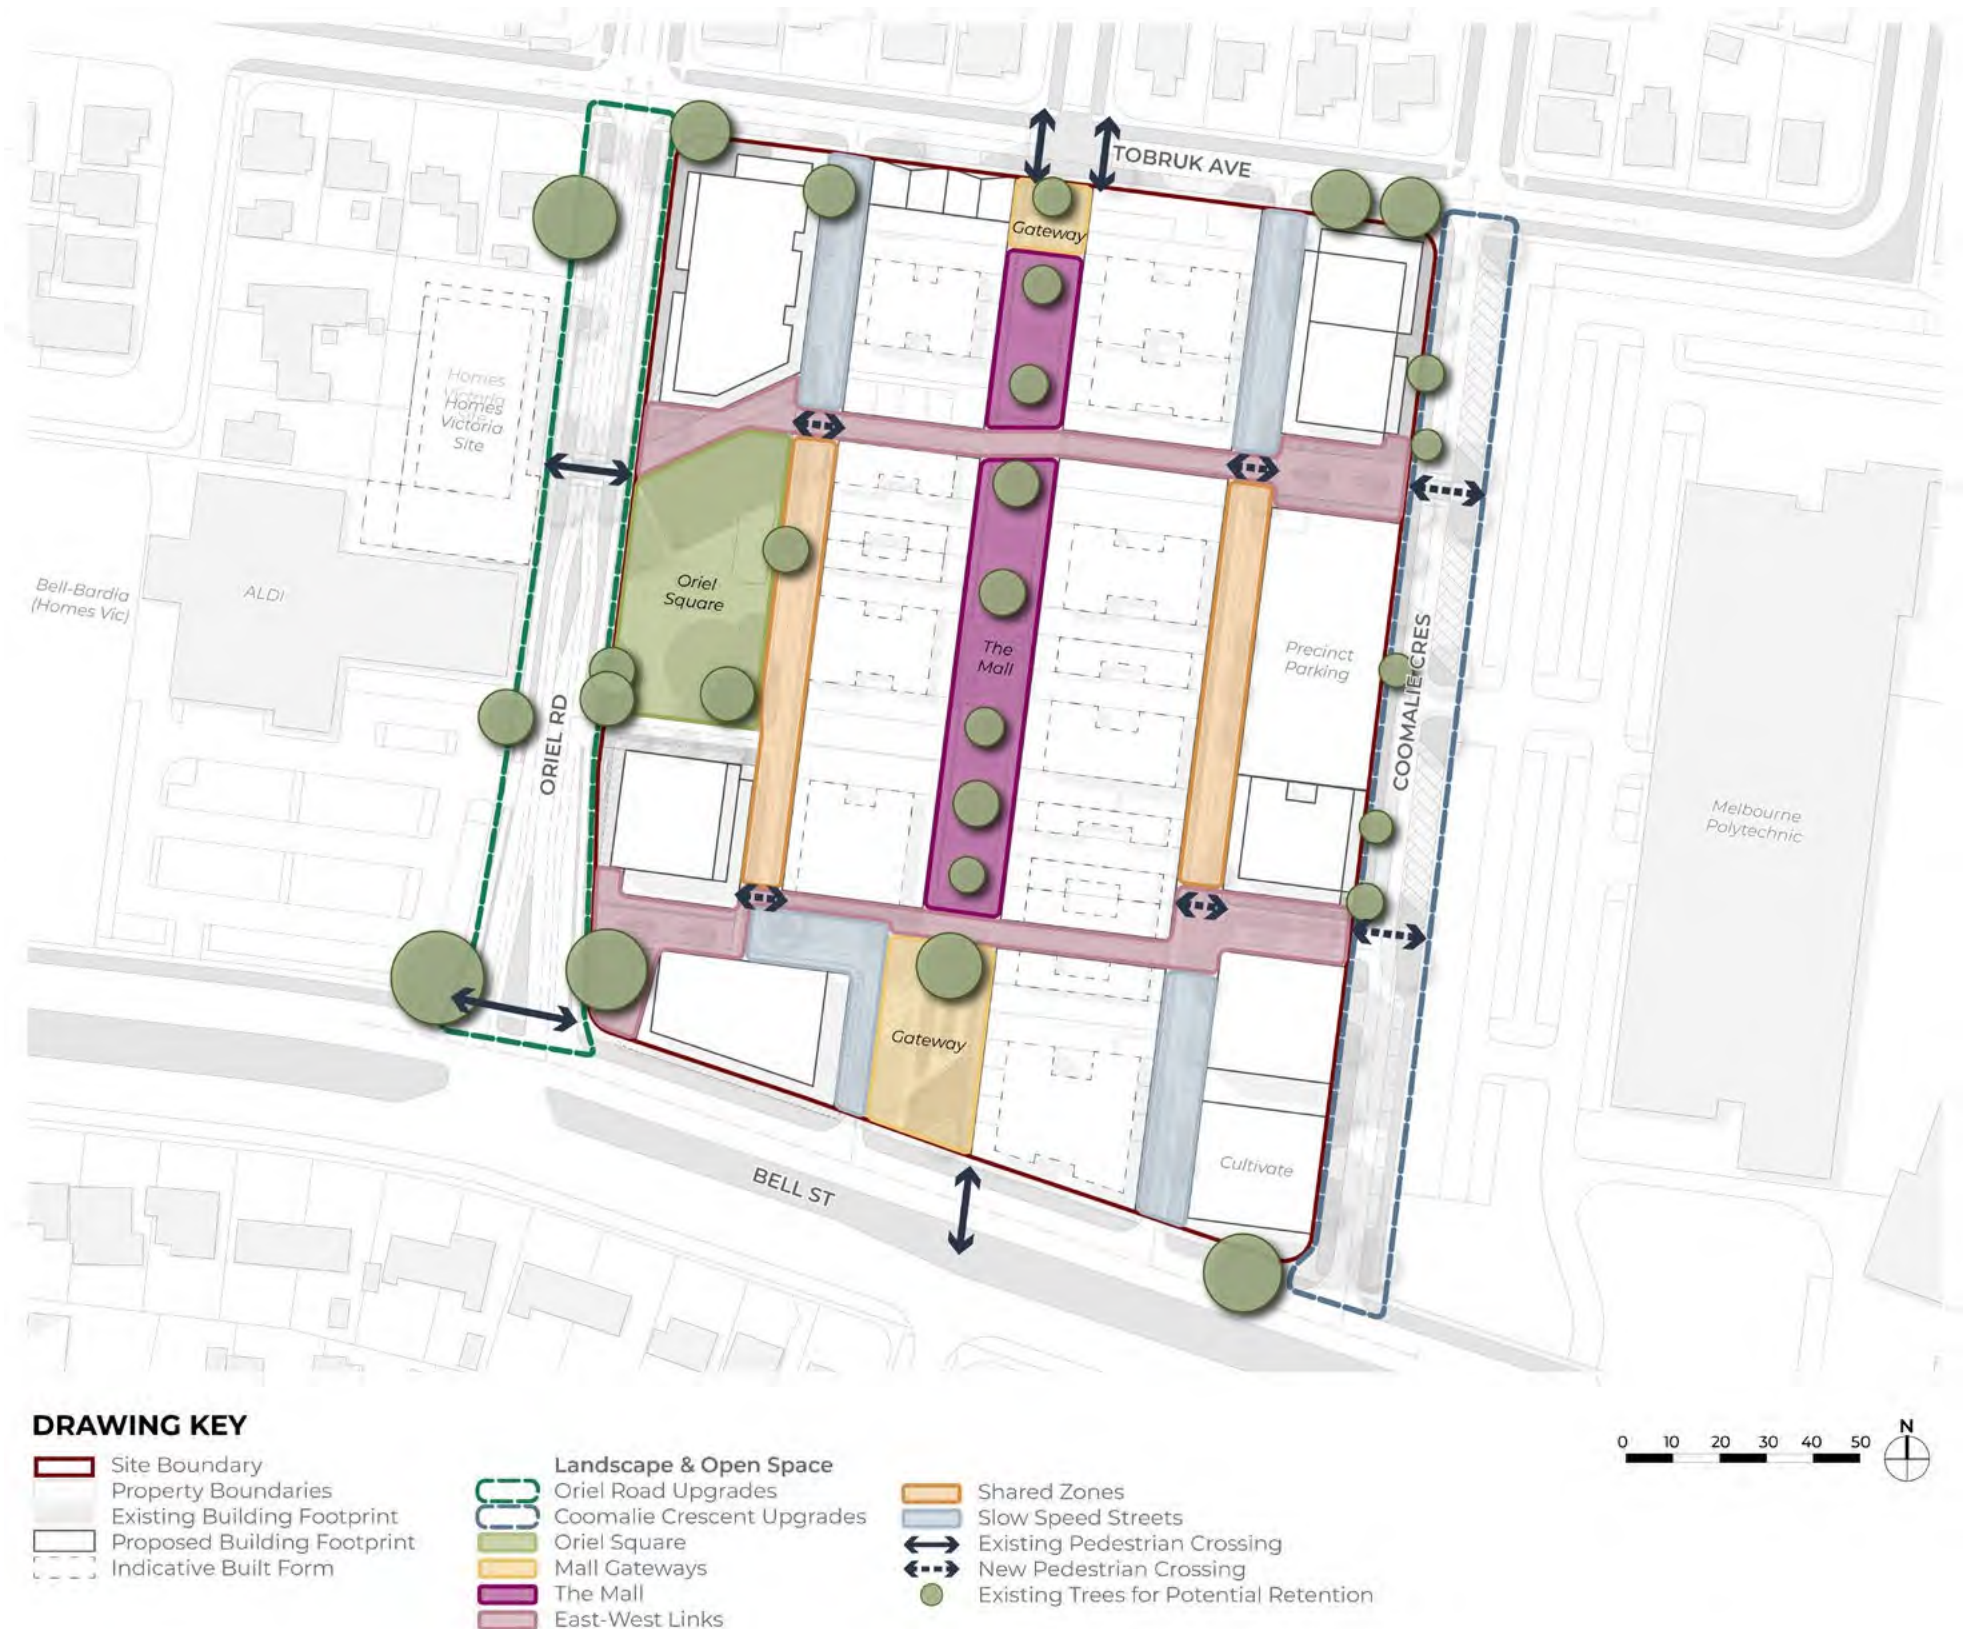 TOBRUK AVE
Gateway
Homes
Victoria
Site
Homes
Victoria
Site
Bell-Bardia
(Homes Vic)
ALDI
Oriel
Square
The
Mall
Precinct
Parking
COOMALIE CRES
ORIEL RD
Melbourne
Polytechnic
Gateway
BELL ST
Cultivate
DRAWING KEY
Site Boundary
Property Boundaries
Existing Building Footprint
Proposed Building Footprint
Indicative Built Form
Landscape & Open Space
Oriel Road Upgrades
Coomalie Crescent Upgrades
Oriel Square
Mall Gateways
The Mall
East-West Links
Shared Zones
Slow Speed Streets
Existing Pedestrian Crossing
New Pedestrian Crossing
Existing Trees for Potential Retention
0 10 20 30 40 50
N